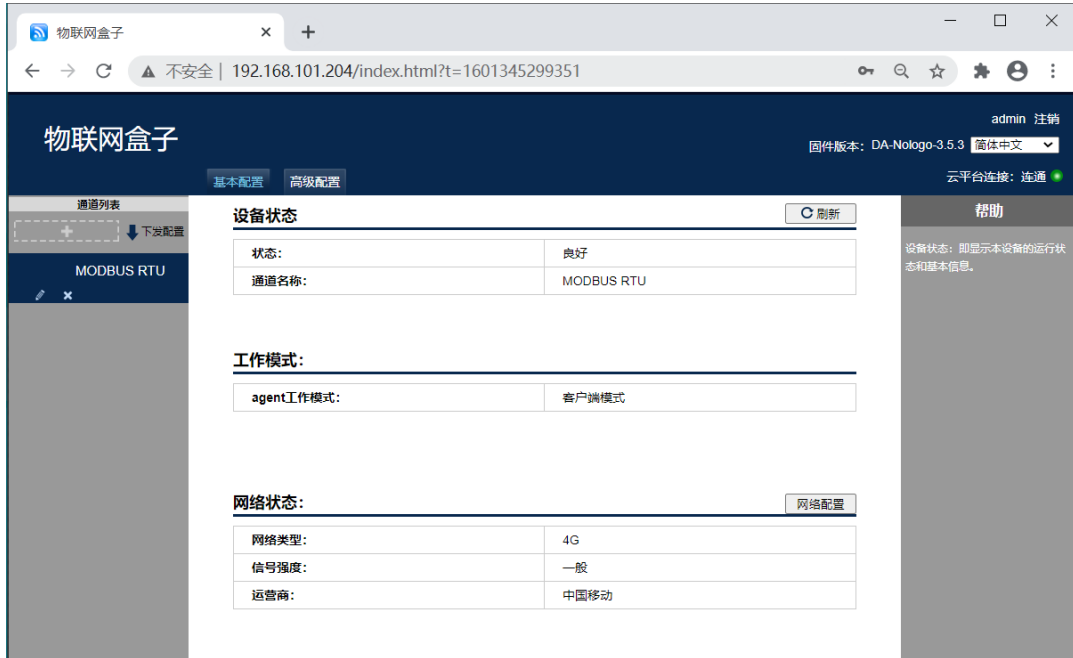 物联网盒子
不安全 | 192.168.101.204/index.html?t=1601345299351
物联网盒子
admin 注销
固件版本：DA-Nologo-3.5.3 简体中文
基本配置 高级配置
云平台连接：连通
通道列表
下发配置
MODBUS RTU
设备状态
刷新
状态：
良好
通道名称：
MODBUS RTU
工作模式：
agent工作模式：
客户端模式
网络状态：
网络配置
网络类型：
4G
信号强度：
一般
运营商：
中国移动
帮助
设备状态：即显示本设备的运行状
态和基本信息。